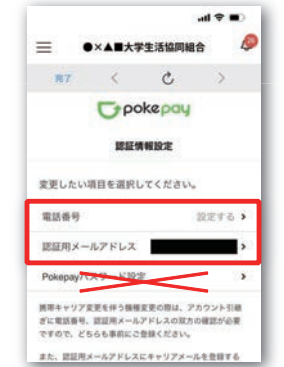 ●×▲■大学生活協同組合
完了
pokepay
認証情報設定
変更したい項目を選択してください。
電話番号 設定する
認証用メールアドレス
Pokepayパスワード設定
携帯キャリア変更を伴う機種変更の際は、アカウント引継
ぎに電話番号、認証用メールアドレスの双方の確認が必要
ですので、どちらも事前にご登録ください。
また、認証用メールアドレスにキャリアメールを登録する